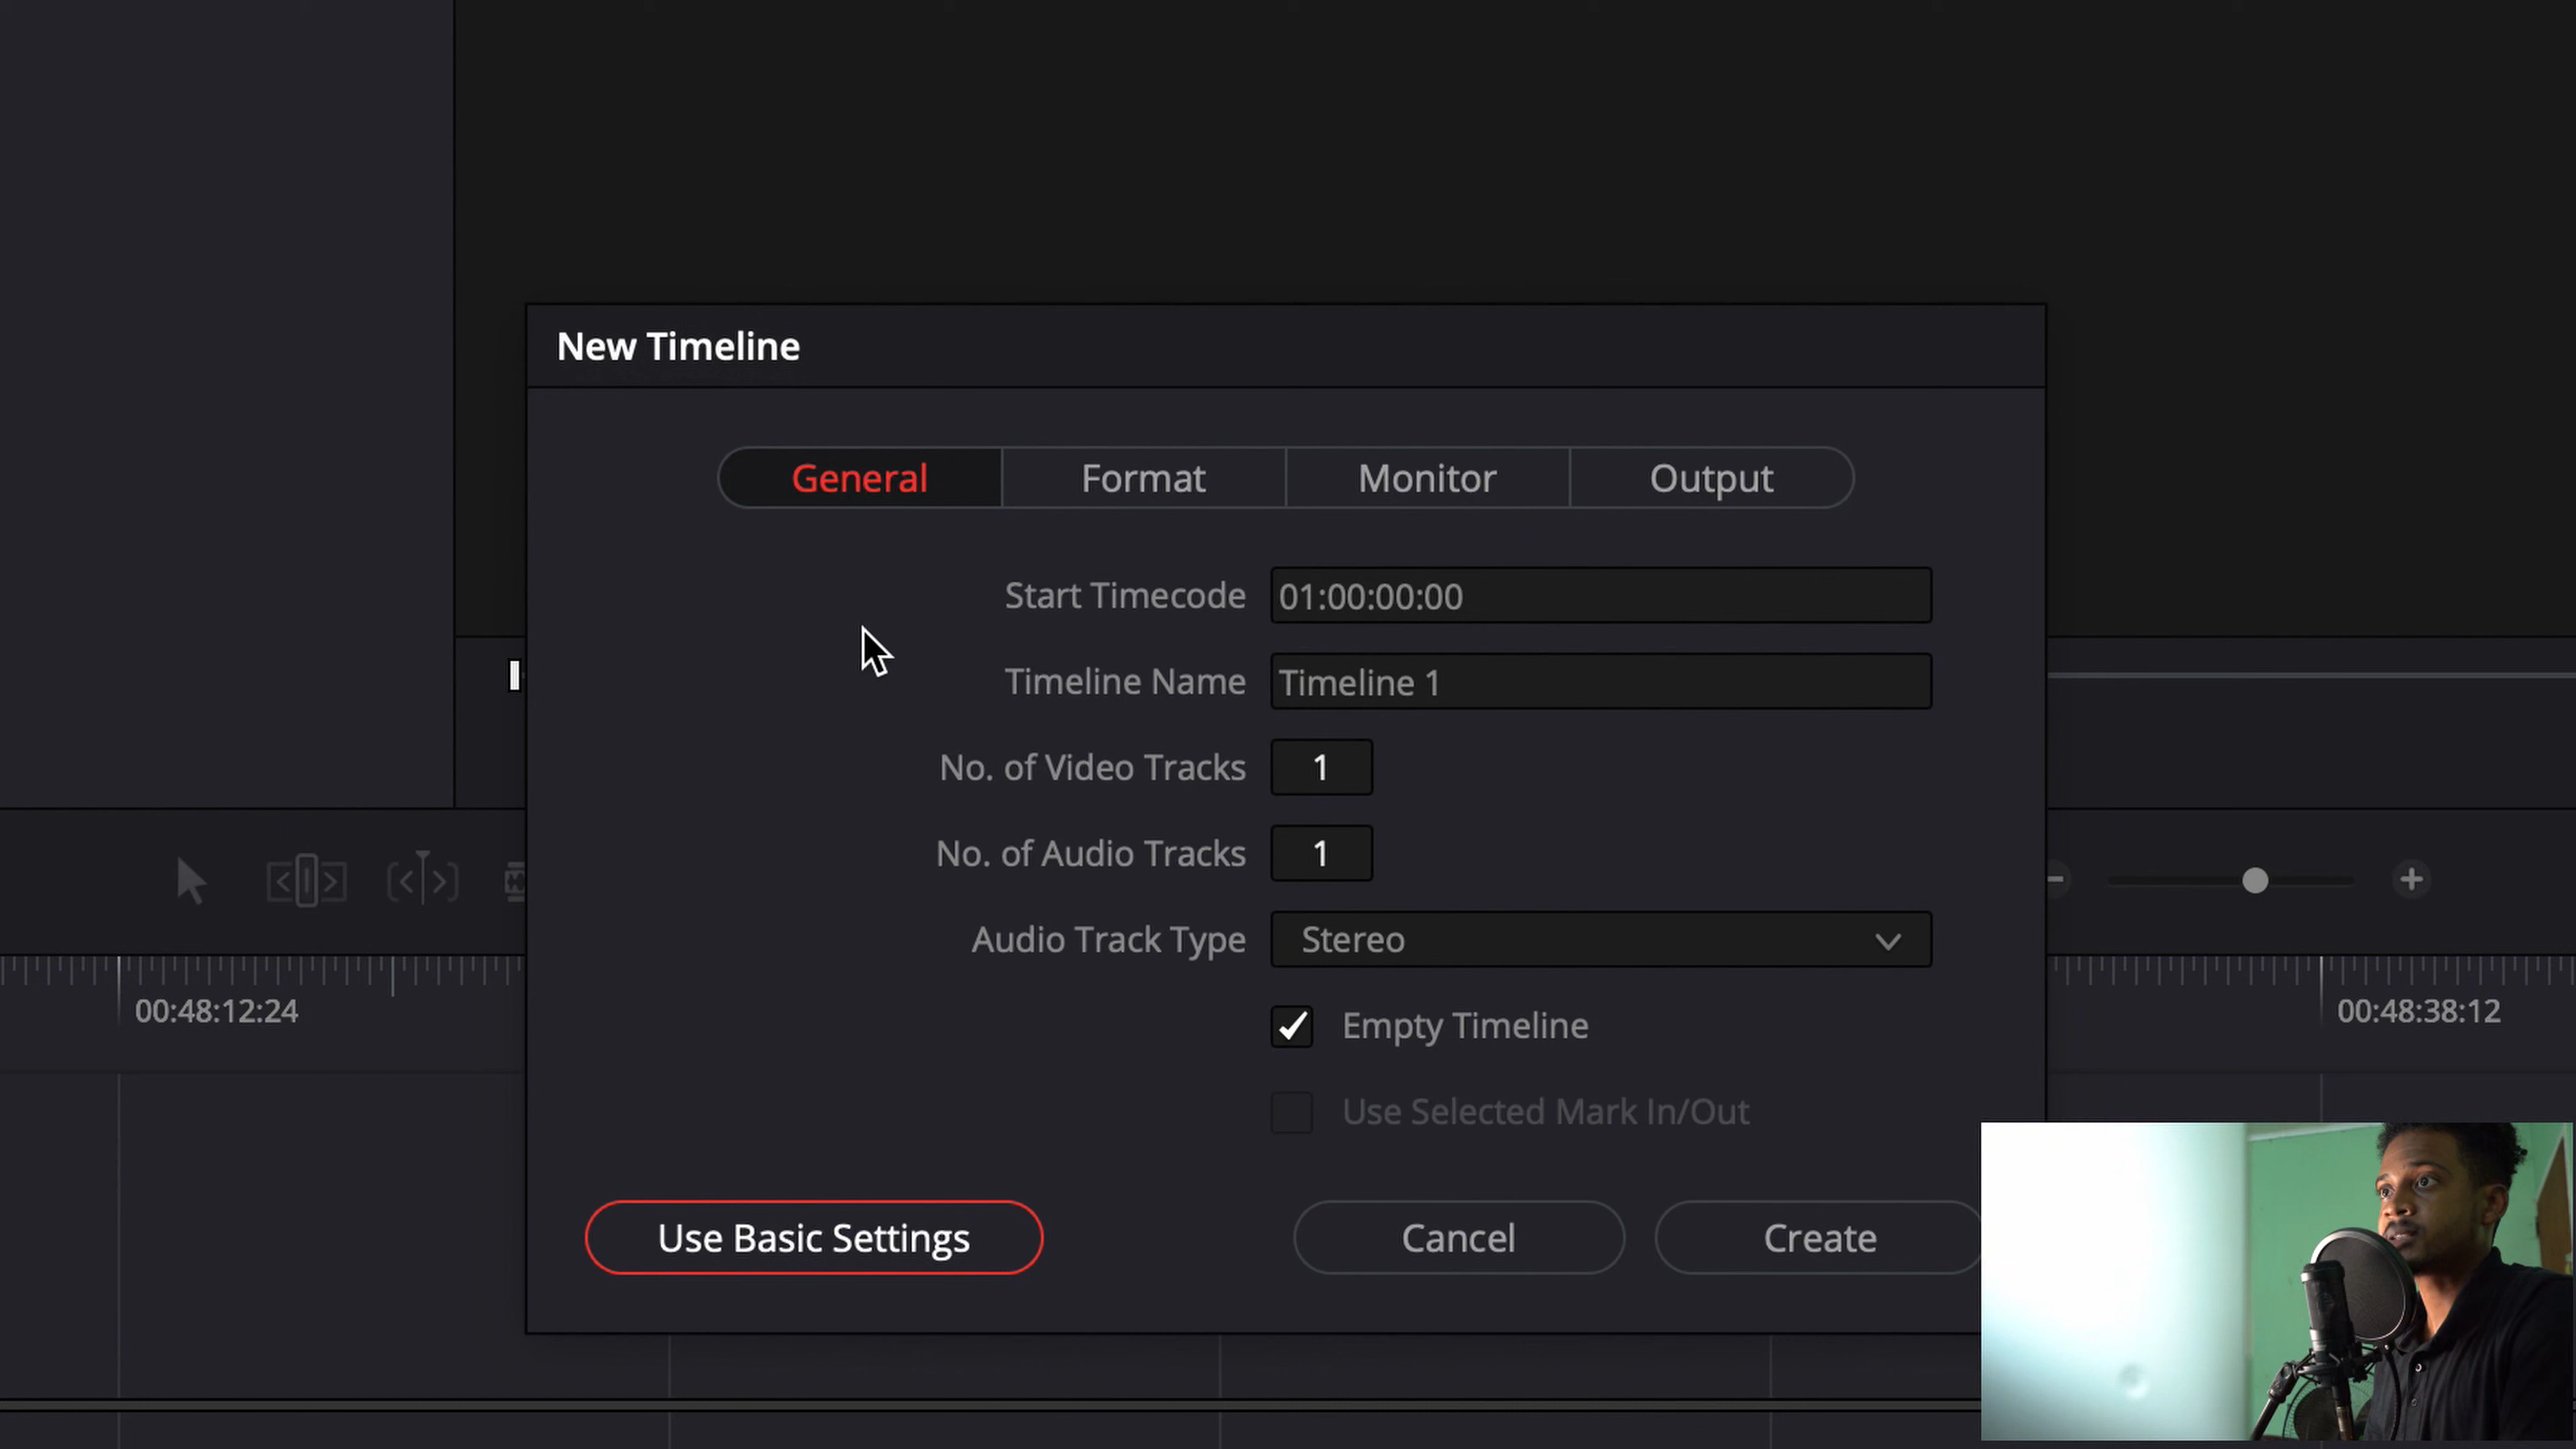 New Timeline
General Format Monitor Output
Start Timecode 01:00:00:00
Timeline Name Timeline 1
No. of Video Tracks 1
No. of Audio Tracks 1
Audio Track Type Stereo
00:48:12:24
00:48:38:12
Empty Timeline
Use Selected Mark In/Out
Use Basic Settings Cancel Create